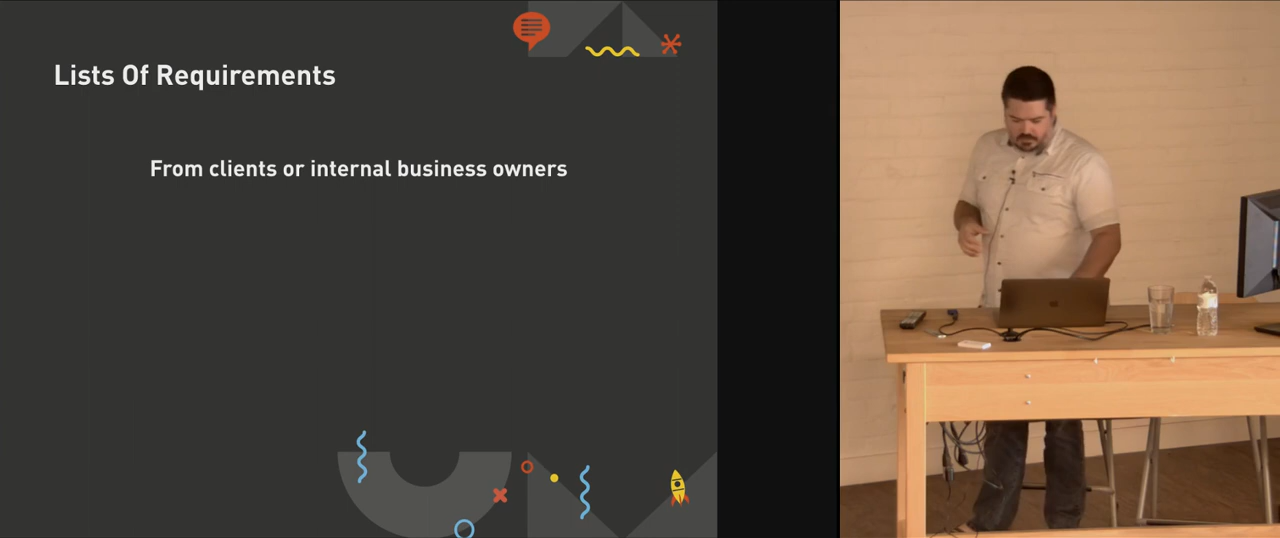 Lists Of Requirements
From clients or internal business owners